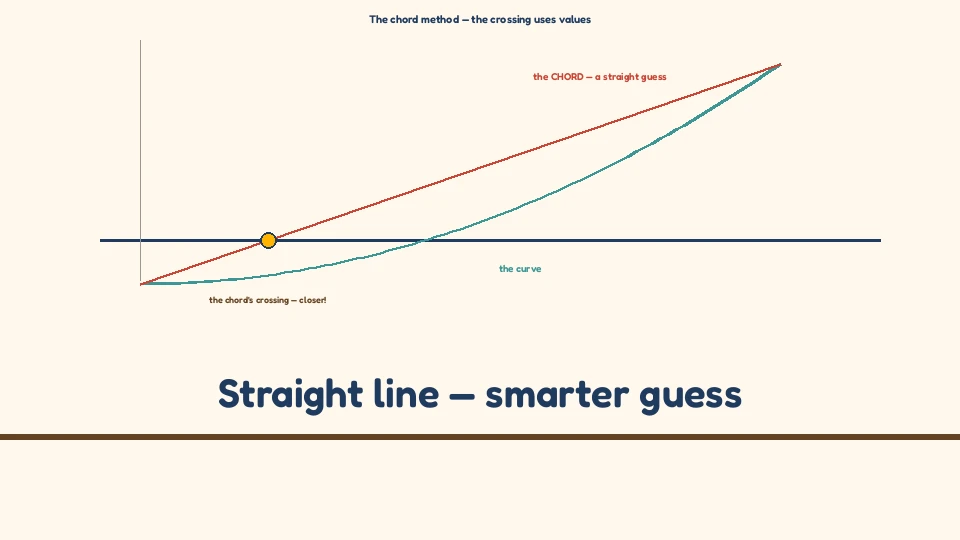 The chord method — the crossing uses values
the CHORD — a straight guess
the curve
the chord's crossing — closer!
Straight line — smarter guess